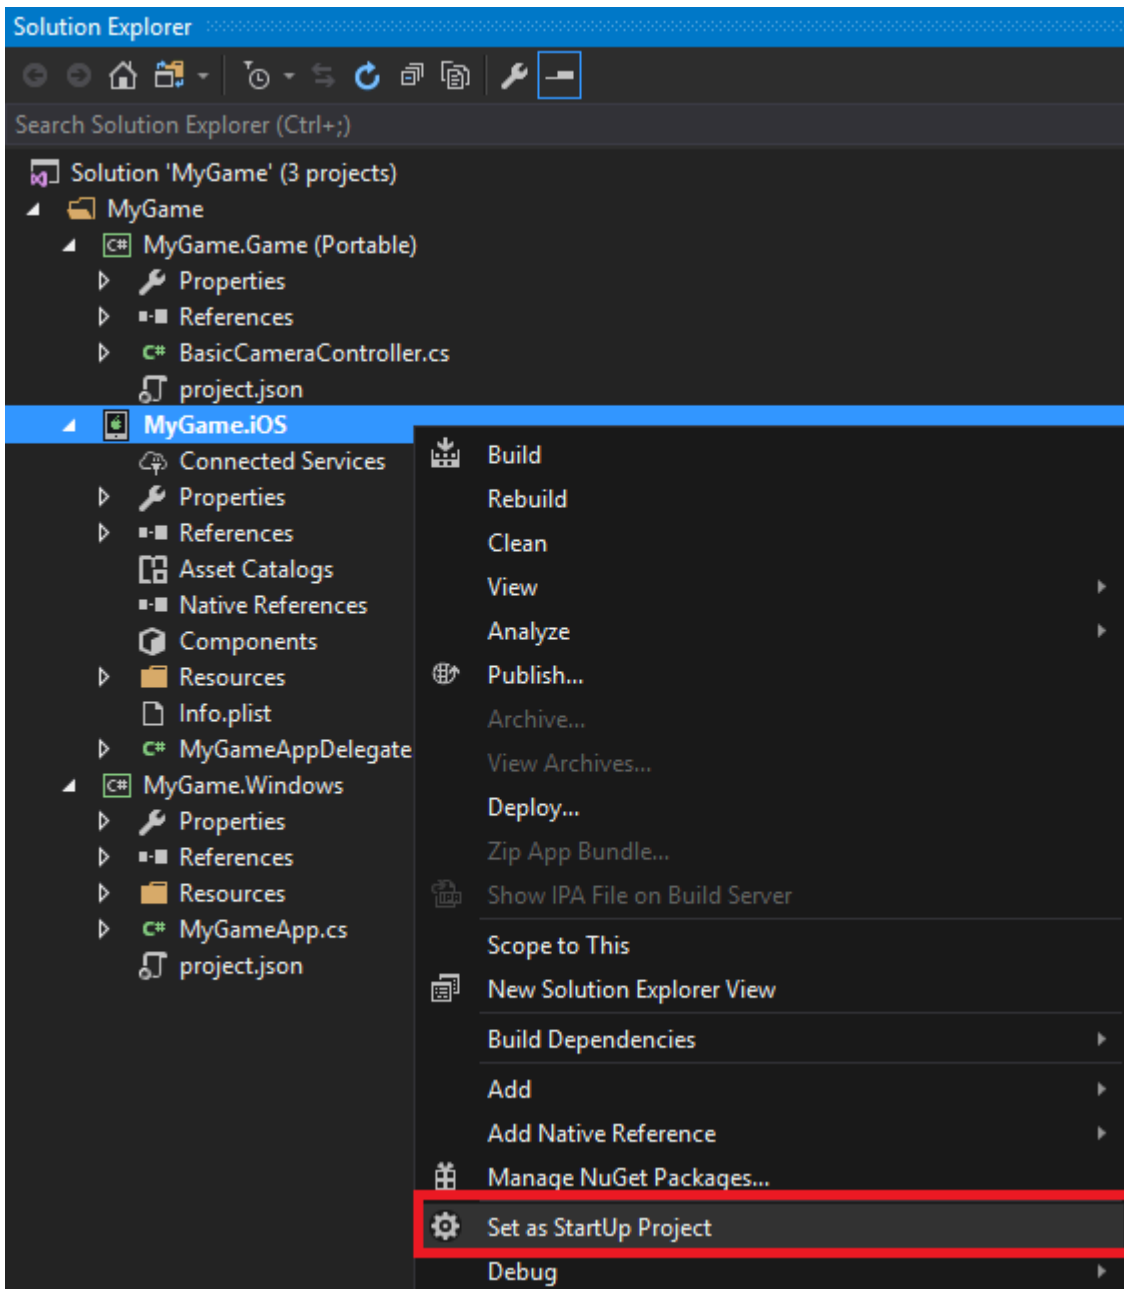 Solution Explorer
Search Solution Explorer (Ctrl+;)
Solution 'MyGame' (3 projects)
MyGame
C# MyGame.Game (Portable)
Properties
References
C# BasicCameraController.cs
project.json
MyGame.iOS
Connected Services
Properties
References
Asset Catalogs
Native References
Components
Resources
Info.plist
C# MyGameAppDelegate
C# MyGame.Windows
Properties
References
Resources
C# MyGameApp.cs
project.json
Build
Rebuild
Clean
View
Analyze
Publish...
Archive...
View Archives...
Deploy...
Zip App Bundle...
Show IPA File on Build Server
Scope to This
New Solution Explorer View
Build Dependencies
Add
Add Native Reference
Manage NuGet Packages...
Set as StartUp Project
Debug